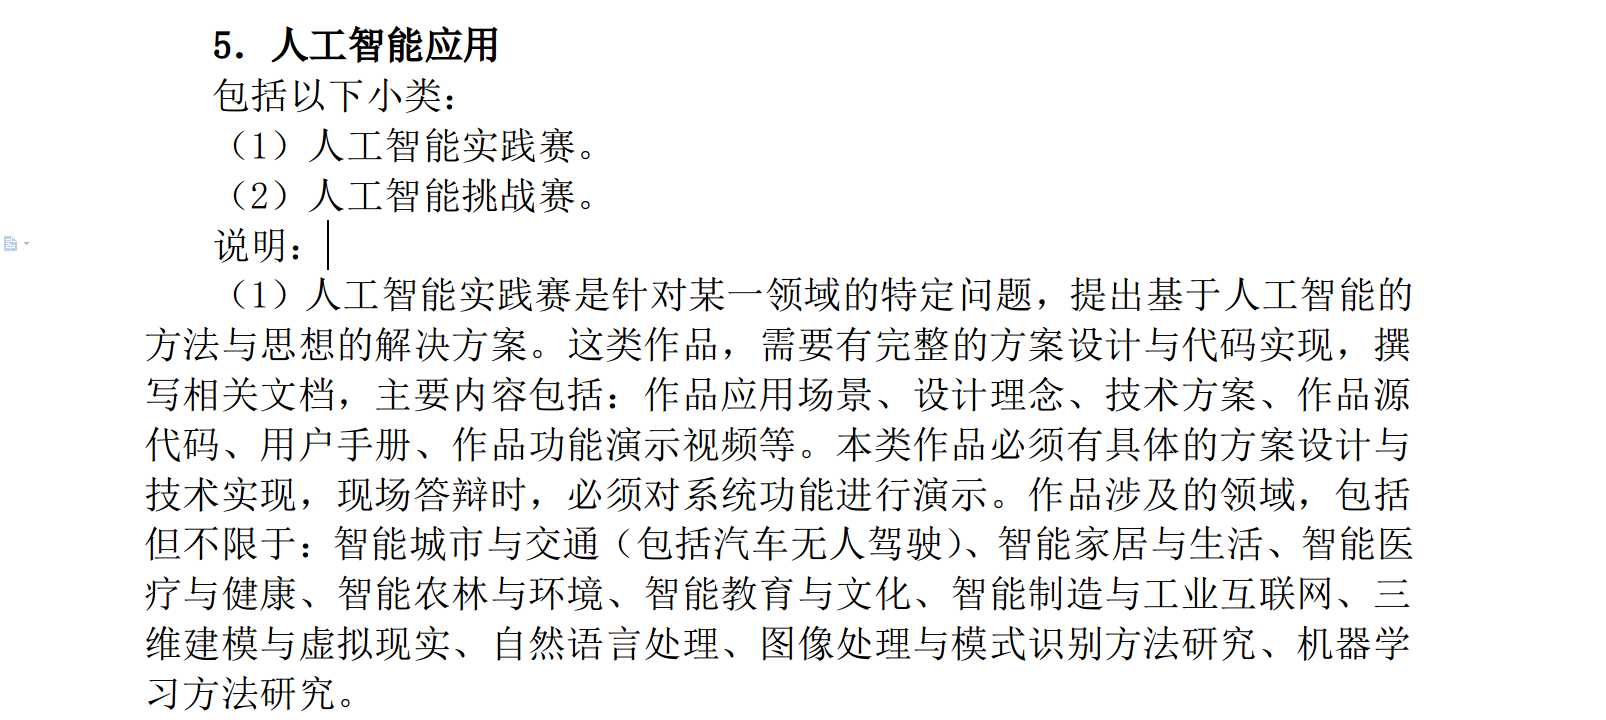 5. 人工智能应用
包括以下小类：
（1）人工智能实践赛。
（2）人工智能挑战赛。
说明：
（1）人工智能实践赛是针对某一领域的特定问题，提出基于人工智能的
方法与思想的解决方案。这类作品，需要有完整的方案设计与代码实现，撰
写相关文档，主要内容包括：作品应用场景、设计理念、技术方案、作品源
代码、用户手册、作品功能演示视频等。本类作品必须有具体的方案设计与
技术实现，现场答辩时，必须对系统功能进行演示。作品涉及的领域，包括
但不限于：智能城市与交通（包括汽车无人驾驶）、智能家居与生活、智能医
疗与健康、智能农林与环境、智能教育与文化、智能制造与工业互联网、三
维建模与虚拟现实、自然语言处理、图像处理与模式识别方法研究、机器学
习方法研究。